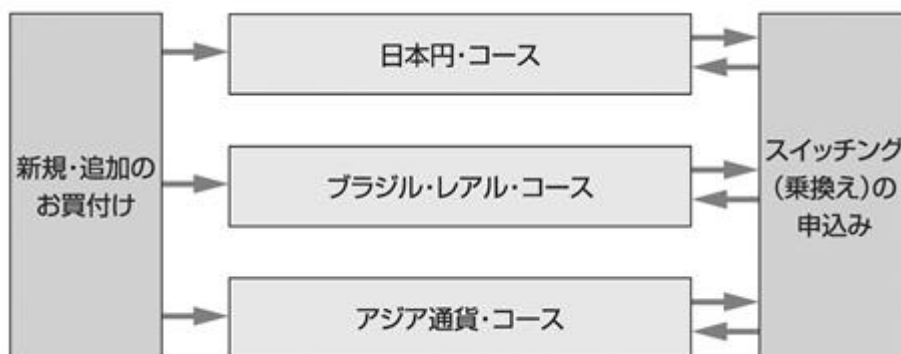 新規・追加の
お買付け
日本円・コース
ブラジル・レアル・コース
アジア通貨・コース
スイッチング
(乗換え)の
申込み